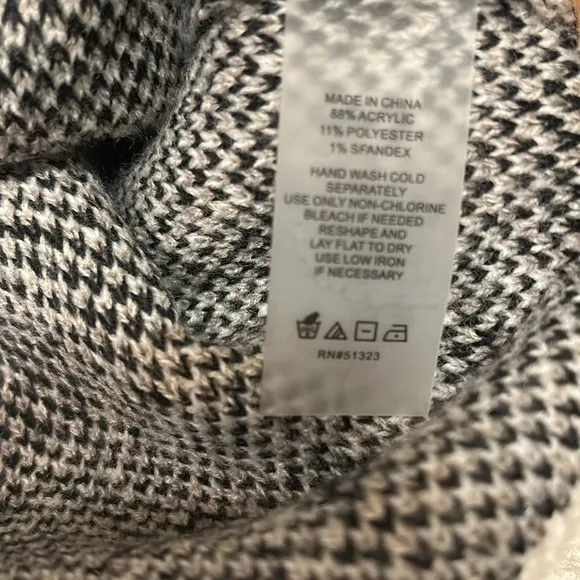 MADE IN CHINA
88% ACRYLIC
11% POLYESTER
1% SFANDEX
HAND WASH COLD
SEPARATELY
USE ONLY NON-CHLORINE
BLEACH IF NEEDED
RESHAPE AND
LAY FLAT TO DRY
USE LOW IRON
IF NECESSARY
RN#51323